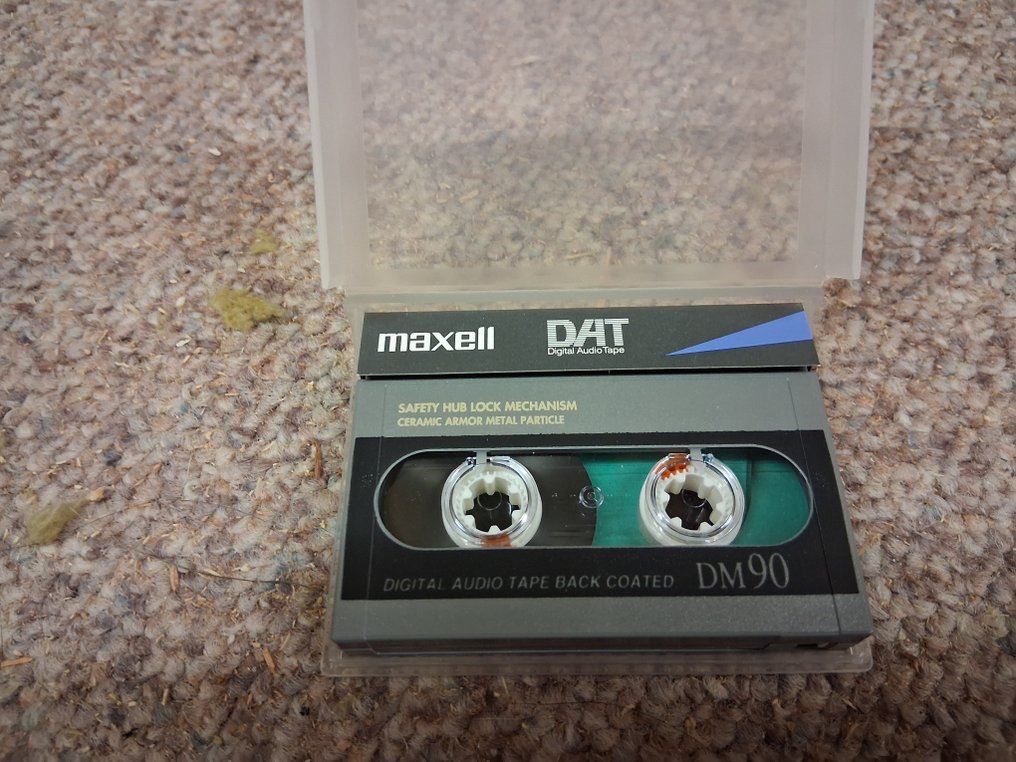 maxell
DAT
Digital Audio Tape
SAFETY HUB LOCK MECHANISM
CERAMIC ARMOR METAL PARTICLE
DIGITAL AUDIO TAPE BACK COATED DM90